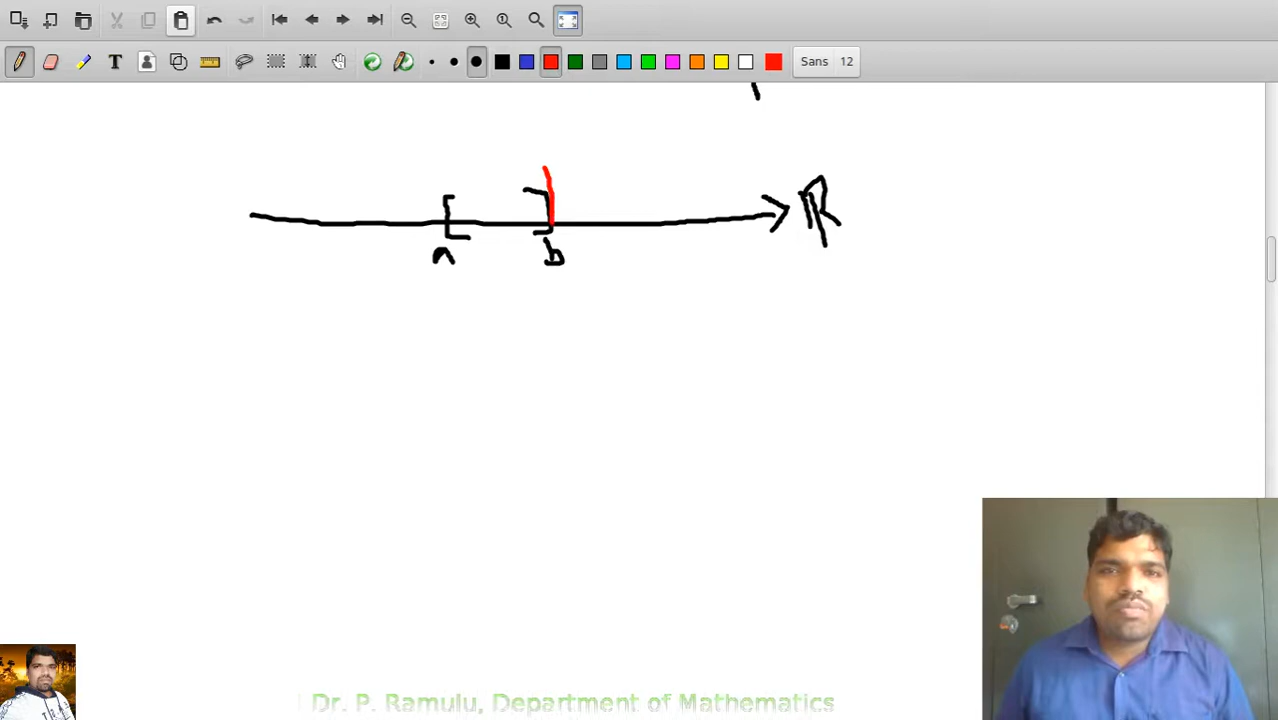 Sans 12
[ ] ℝ
a b
Dr. P. Ramulu, Department of Mathematics